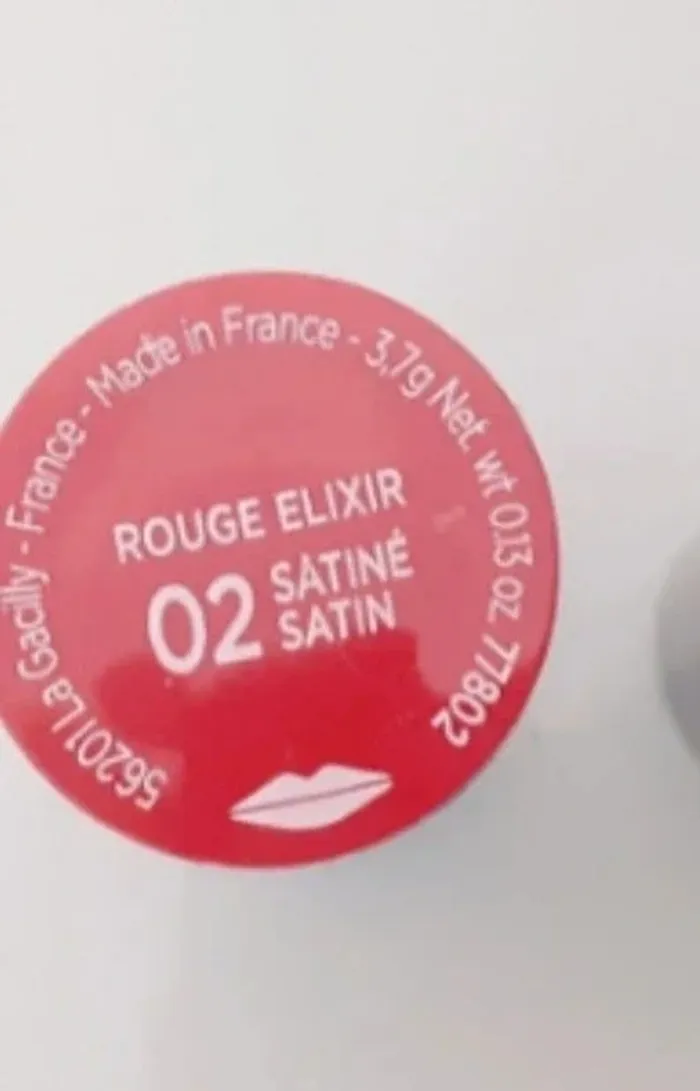 56201 La Gacilly - France - Made in France - 3,7g Net. wt 0.13 oz. 77802
ROUGE ELIXIR
02 SATINÉ
SATIN